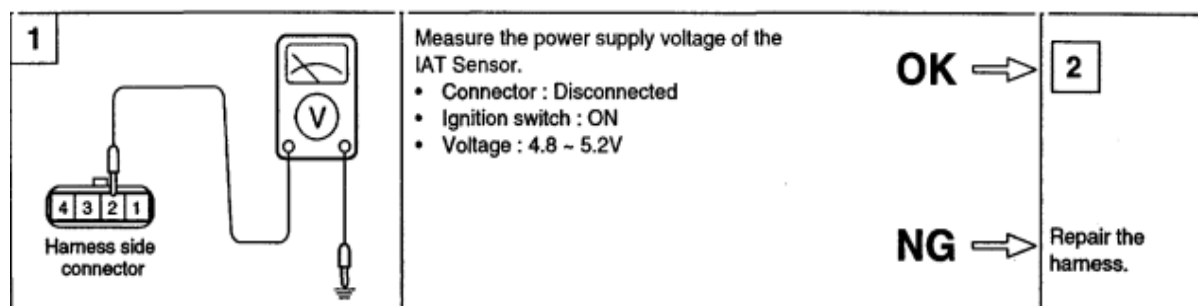 1
V
4 3 2 1
Harness side
connector
Measure the power supply voltage of the
IAT Sensor.
• Connector : Disconnected
• Ignition switch : ON
• Voltage : 4.8 ~ 5.2V
OK
2
NG
Repair the
harness.